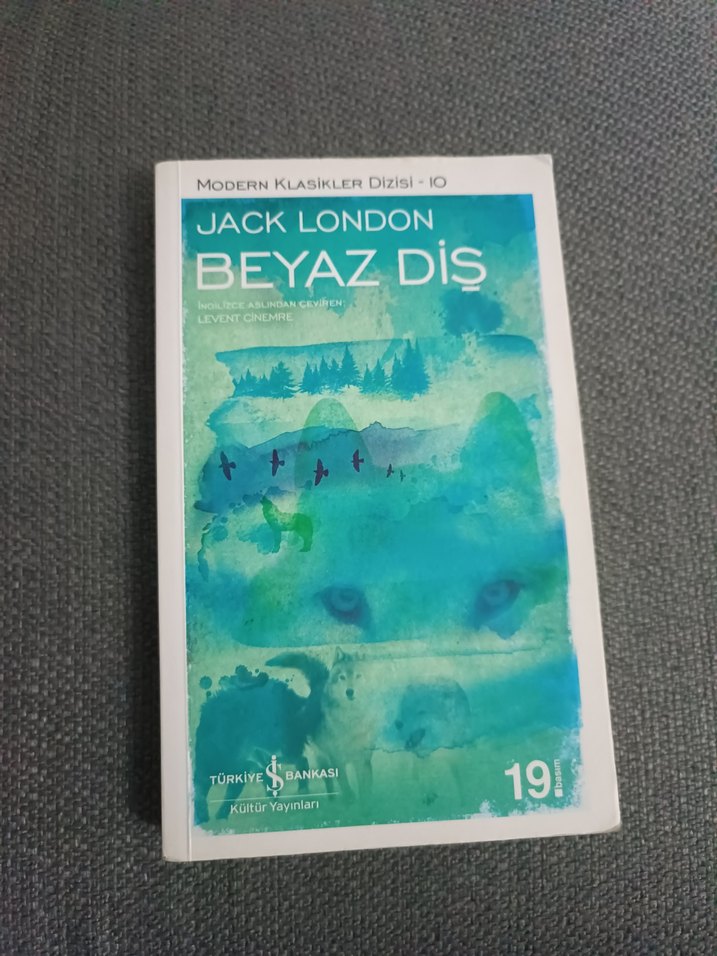 MODERN KLASİKLER DİZİSİ - 10
JACK LONDON
BEYAZ DİŞ
İNGİLİZCE ASLINDAN ÇEVİREN:
LEVENT CİNEMRE
TÜRKİYE İŞ BANKASI
Kültür Yayınları
19. basım